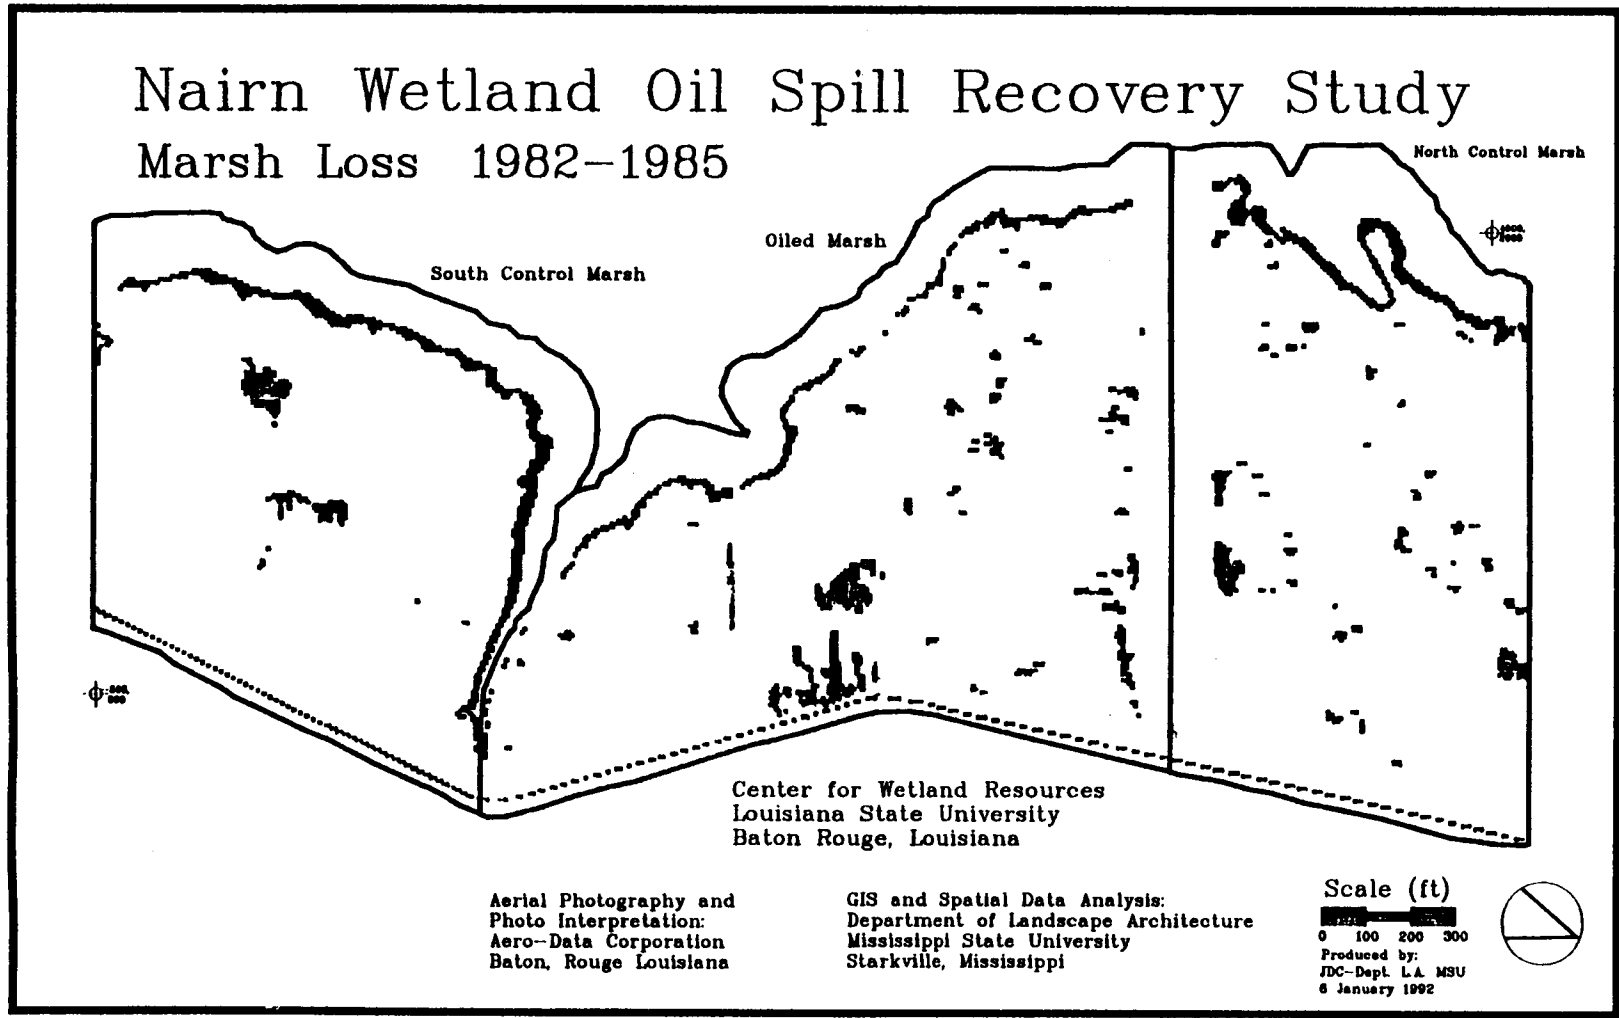 Nairn Wetland Oil Spill Recovery Study
Marsh Loss 1982-1985
North Control Marsh
Oiled Marsh
South Control Marsh
Center for Wetland Resources
Louisiana State University
Baton Rouge, Louisiana
Aerial Photography and
Photo Interpretation:
Aero-Data Corporation
Baton, Rouge Louisiana
GIS and Spatial Data Analysis:
Department of Landscape Architecture
Mississippi State University
Starkville, Mississippi
Scale (ft)
0 100 200 300
Produced by:
JDC-Dept. L.A. MSU
6 January 1992